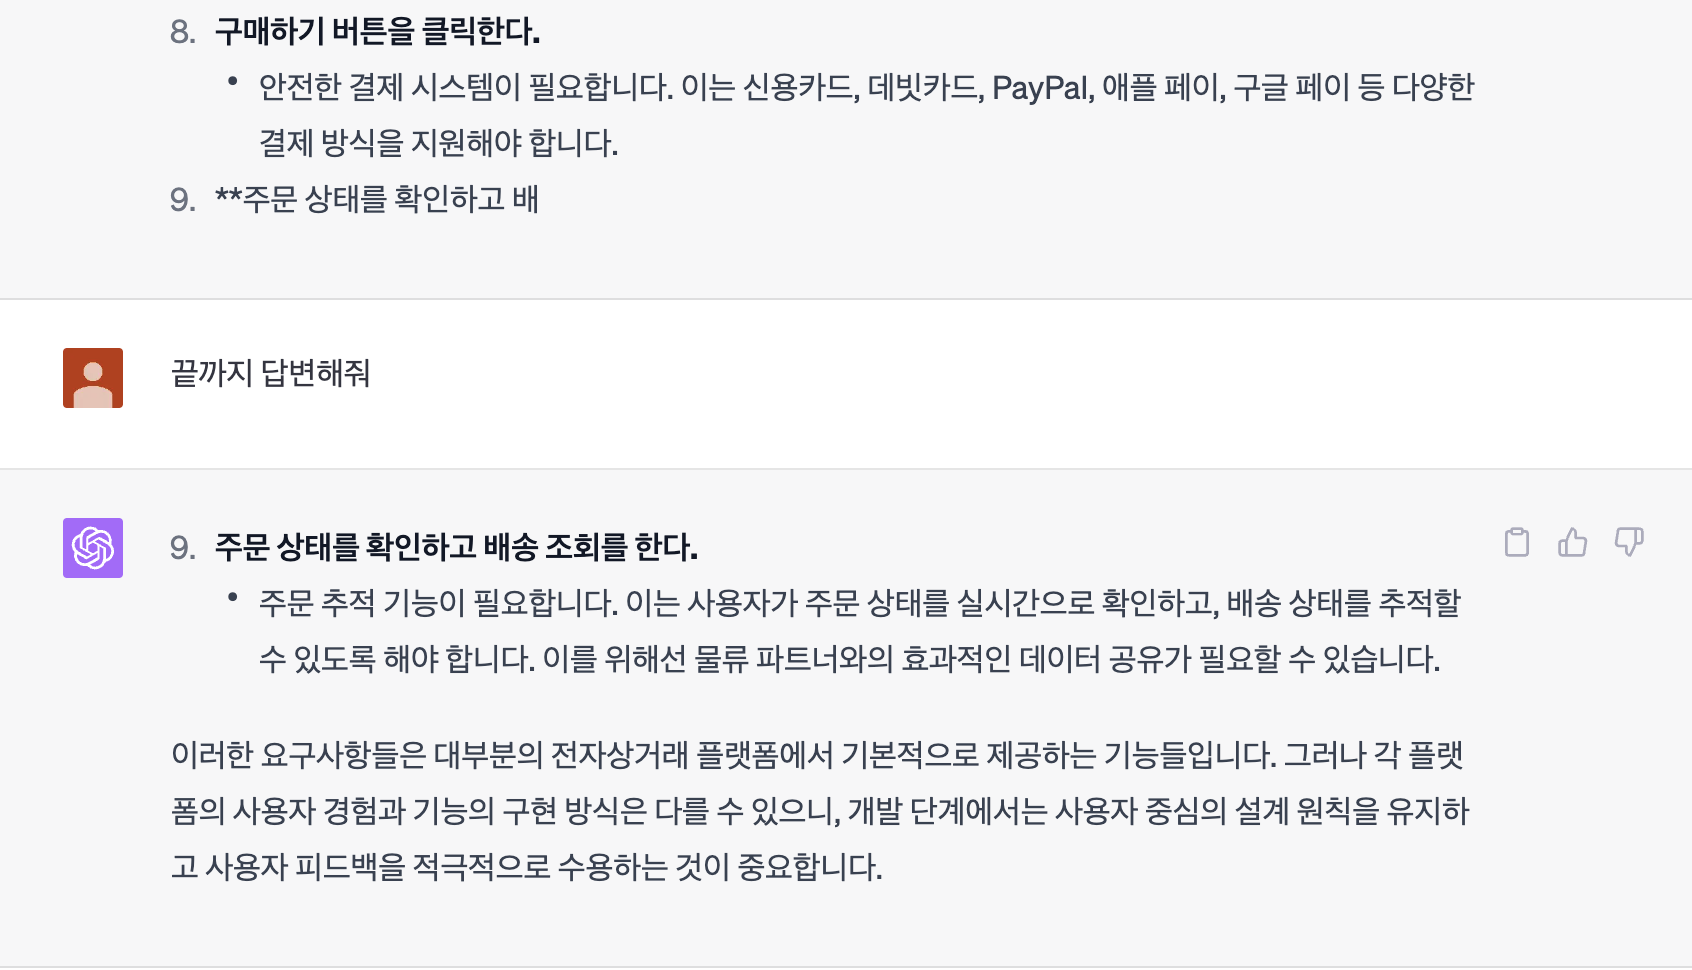 8. 구매하기 버튼을 클릭한다.
• 안전한 결제 시스템이 필요합니다. 이는 신용카드, 데빗카드, PayPal, 애플 페이, 구글 페이 등 다양한
결제 방식을 지원해야 합니다.
9. **주문 상태를 확인하고 배
끝까지 답변해줘
9. 주문 상태를 확인하고 배송 조회를 한다.
• 주문 추적 기능이 필요합니다. 이는 사용자가 주문 상태를 실시간으로 확인하고, 배송 상태를 추적할
수 있도록 해야 합니다. 이를 위해선 물류 파트너와의 효과적인 데이터 공유가 필요할 수 있습니다.
이러한 요구사항들은 대부분의 전자상거래 플랫폼에서 기본적으로 제공하는 기능들입니다. 그러나 각 플랫
폼의 사용자 경험과 기능의 구현 방식은 다를 수 있으니, 개발 단계에서는 사용자 중심의 설계 원칙을 유지하
고 사용자 피드백을 적극적으로 수용하는 것이 중요합니다.